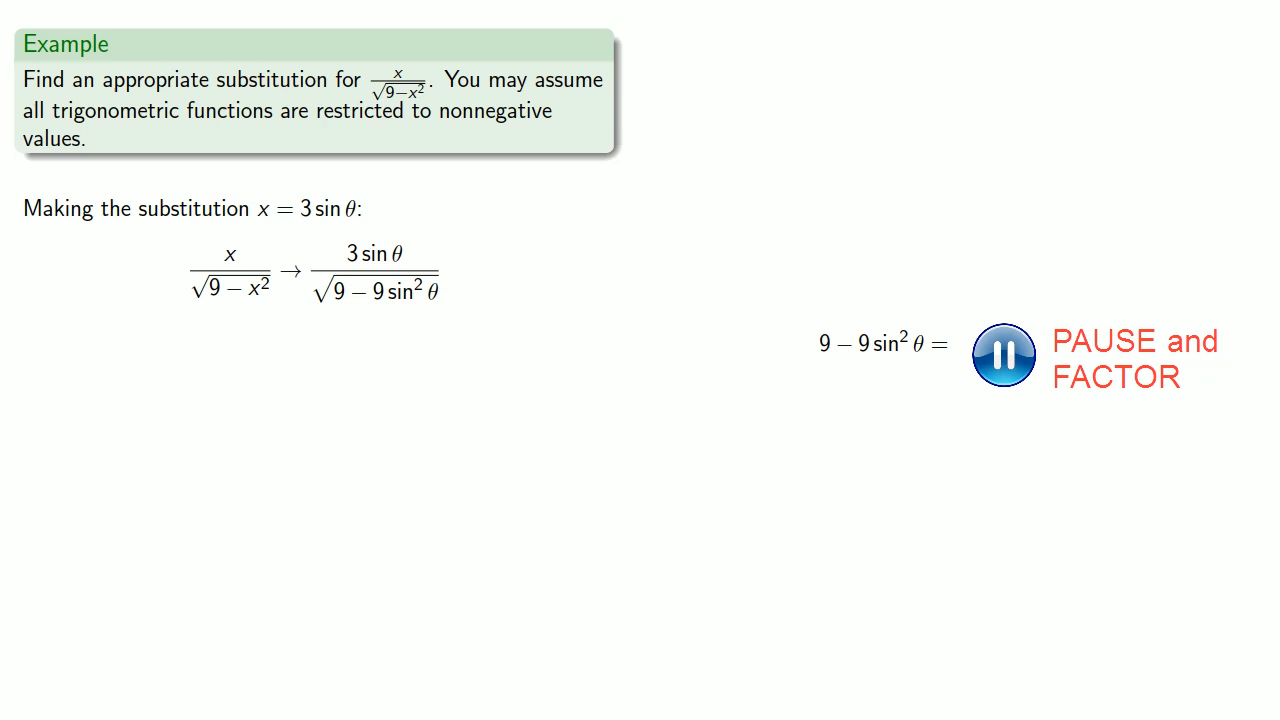 Example
Find an appropriate substitution for x/√(9−x²). You may assume
all trigonometric functions are restricted to nonnegative
values.
Making the substitution x = 3 sin θ:
x/√(9 − x²) → 3 sin θ/√(9 − 9 sin² θ)
9 − 9 sin² θ =
PAUSE and
FACTOR